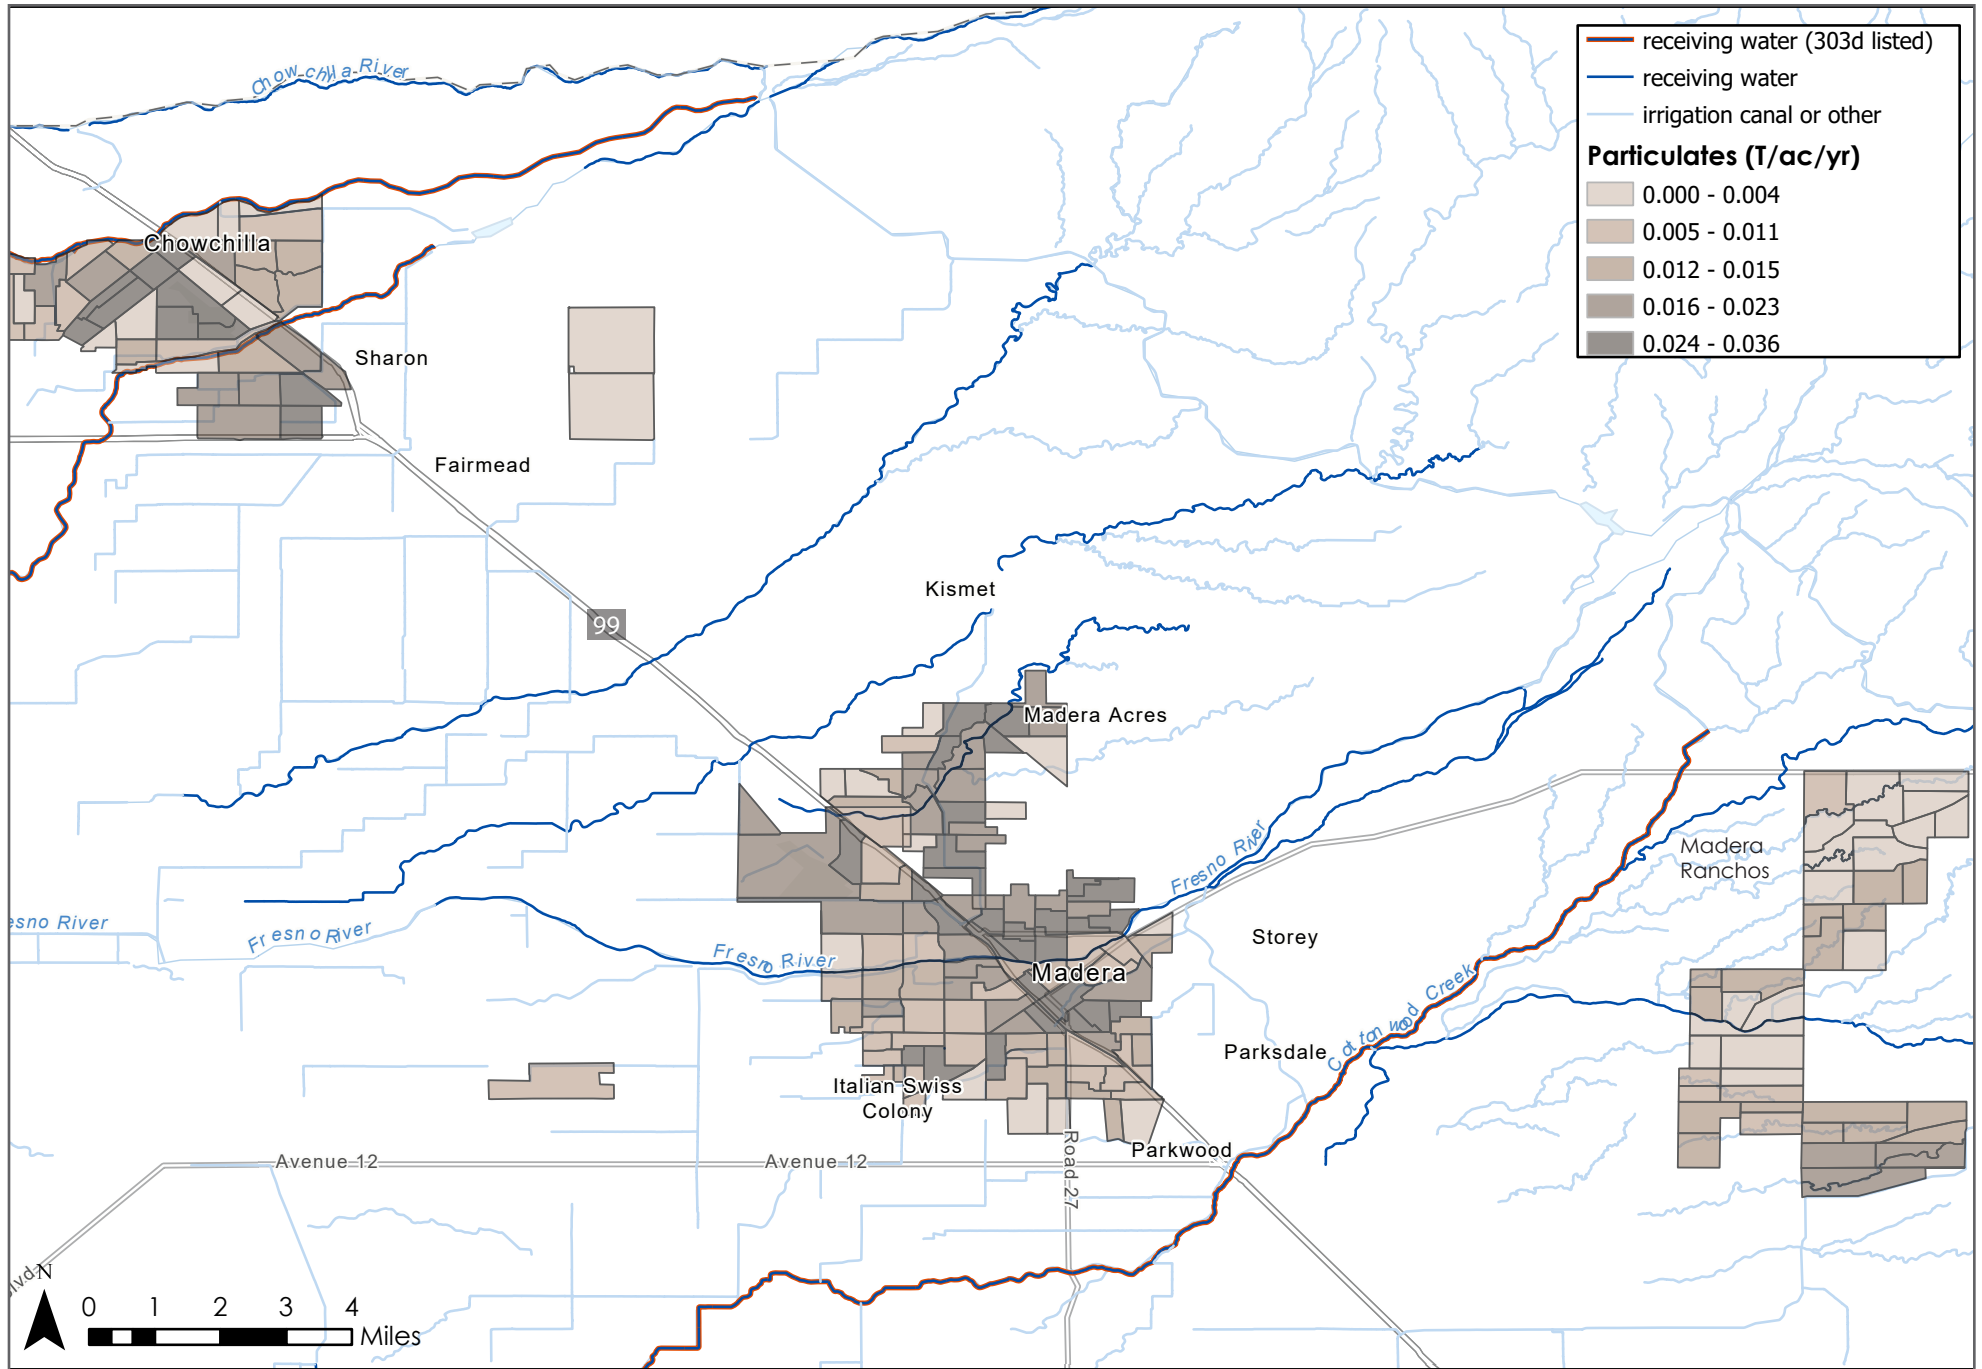 receiving water (303d listed)
receiving water
irrigation canal or other
Particulates (T/ac/yr)
0.000 - 0.004
0.005 - 0.011
0.012 - 0.015
0.016 - 0.023
0.024 - 0.036
Chowchilla River
Chowchilla
Sharon
Fairmead
99
Kismet
Madera Acres
Fresno River
Madera
Ranchos
esno River
Fresno River
Fresno River
Storey
Madera
Cottonwood Creek
Parksdale
Italian Swiss
Colony
Parkwood
Avenue 12
Avenue 12
Road 27
lvd
N
0 1 2 3 4
Miles